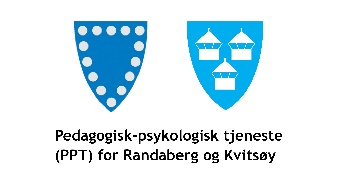 Pedagogisk-psykologisk tjeneste
(PPT) for Randaberg og Kvitsøy